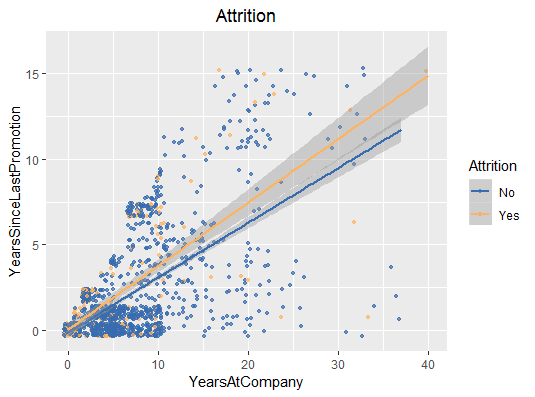 Attrition
15
10
5
0
YearsSinceLastPromotion
0
10
20
30
40
YearsAtCompany
Attrition
No
Yes